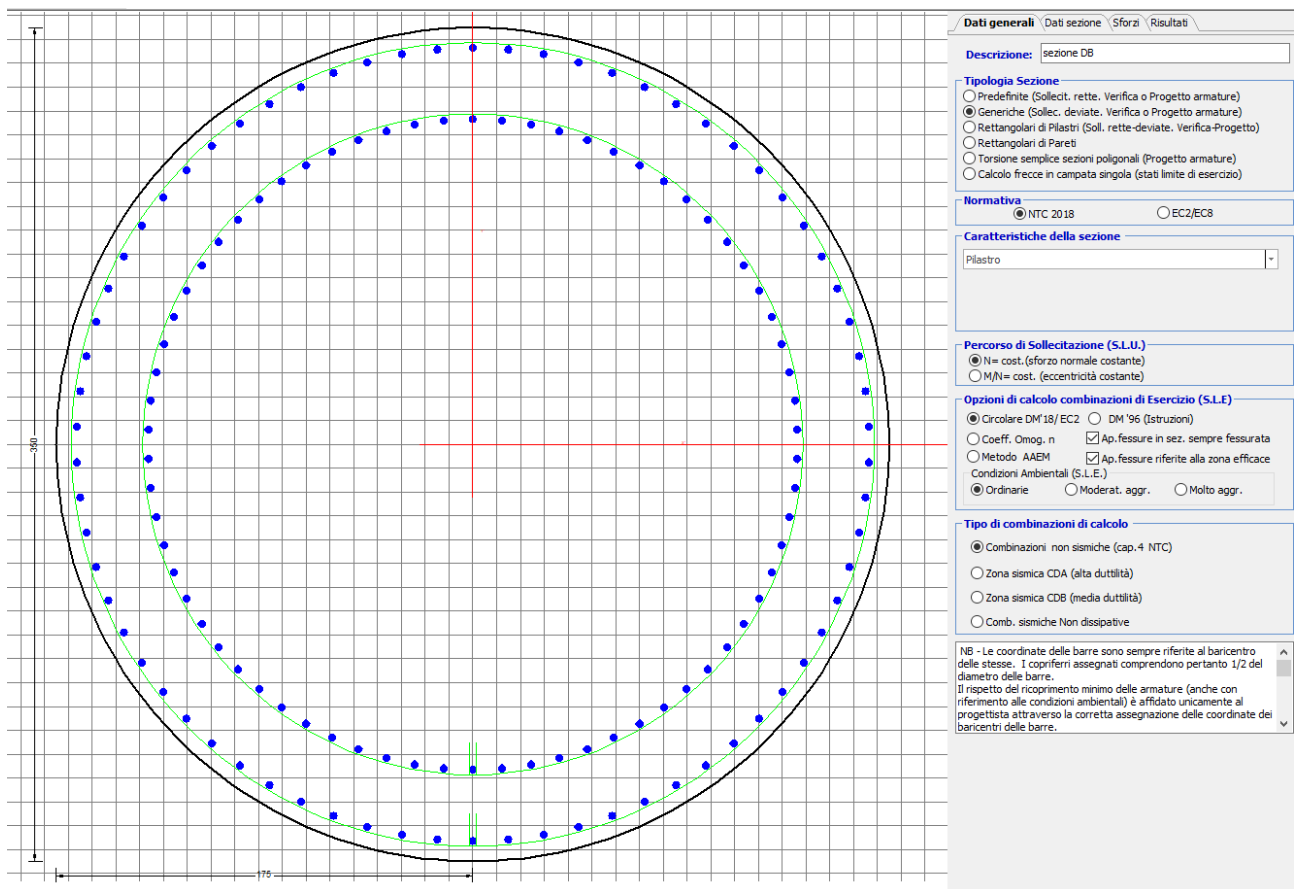 Dati generali Dati sezione Sforzi Risultati
Descrizione: sezione DB
Tipologia Sezione
Predefinite (Sollecit. rette. Verifica o Progetto armature)
Generiche (Sollec. deviate. Verifica o Progetto armature)
Rettangolari di Pilastri (Soll. rette-deviate. Verifica-Progetto)
Rettangolari di Pareti
Torsione semplice sezioni poligonali (Progetto armature)
Calcolo frecce in campata singola (stati limite di esercizio)
Normativa
NTC 2018 EC2/EC8
Caratteristiche della sezione
Pilastro
Percorso di Sollecitazione (S.L.U.)
N= cost.(sforzo normale costante)
M/N= cost. (eccentricità costante)
Opzioni di calcolo combinazioni di Esercizio (S.L.E)
Circolare DM'18/ EC2 DM '96 (Istruzioni)
Coeff. Omog. n Ap.fessure in sez. sempre fessurata
Metodo AAEM Ap.fessure riferite alla zona efficace
Condizioni Ambientali (S.L.E.)
Ordinarie Moderat. aggr. Molto aggr.
Tipo di combinazioni di calcolo
Combinazioni non sismiche (cap.4 NTC)
Zona sismica CDA (alta duttilità)
Zona sismica CDB (media duttilità)
Comb. sismiche Non dissipative
NB - Le coordinate delle barre sono sempre riferite al baricentro
delle stesse. I copriferri assegnati comprendono pertanto 1/2 del
diametro delle barre.
Il rispetto del ricoprimento minimo delle armature (anche con
riferimento alle condizioni ambientali) è affidato unicamente al
progettista attraverso la corretta assegnazione delle coordinate dei
baricentri delle barre.
350
175